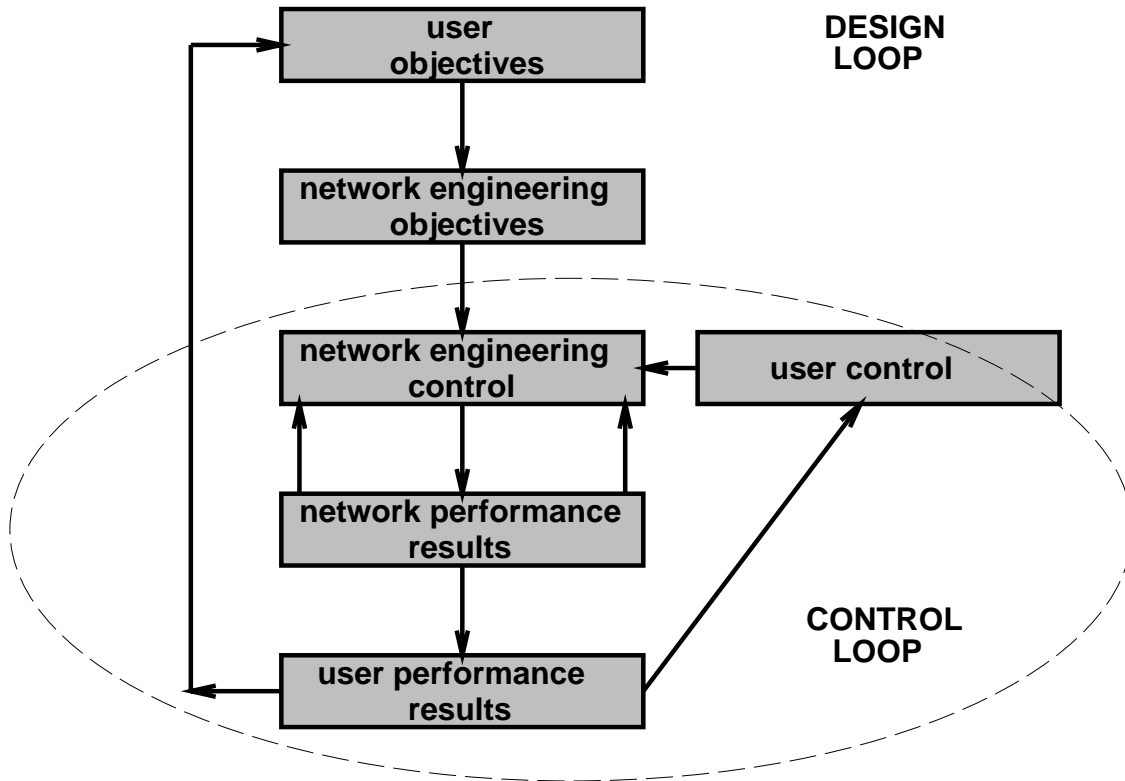 user
objectives
DESIGN
LOOP
network engineering
objectives
network engineering
control
user control
network performance
results
CONTROL
LOOP
user performance
results